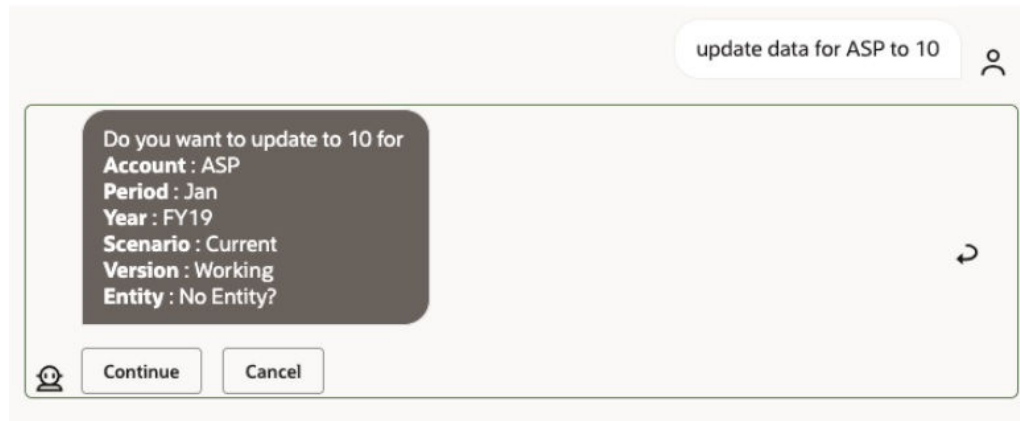 update data for ASP to 10
Do you want to update to 10 for
Account : ASP
Period : Jan
Year : FY19
Scenario : Current
Version : Working
Entity : No Entity?
Continue
Cancel